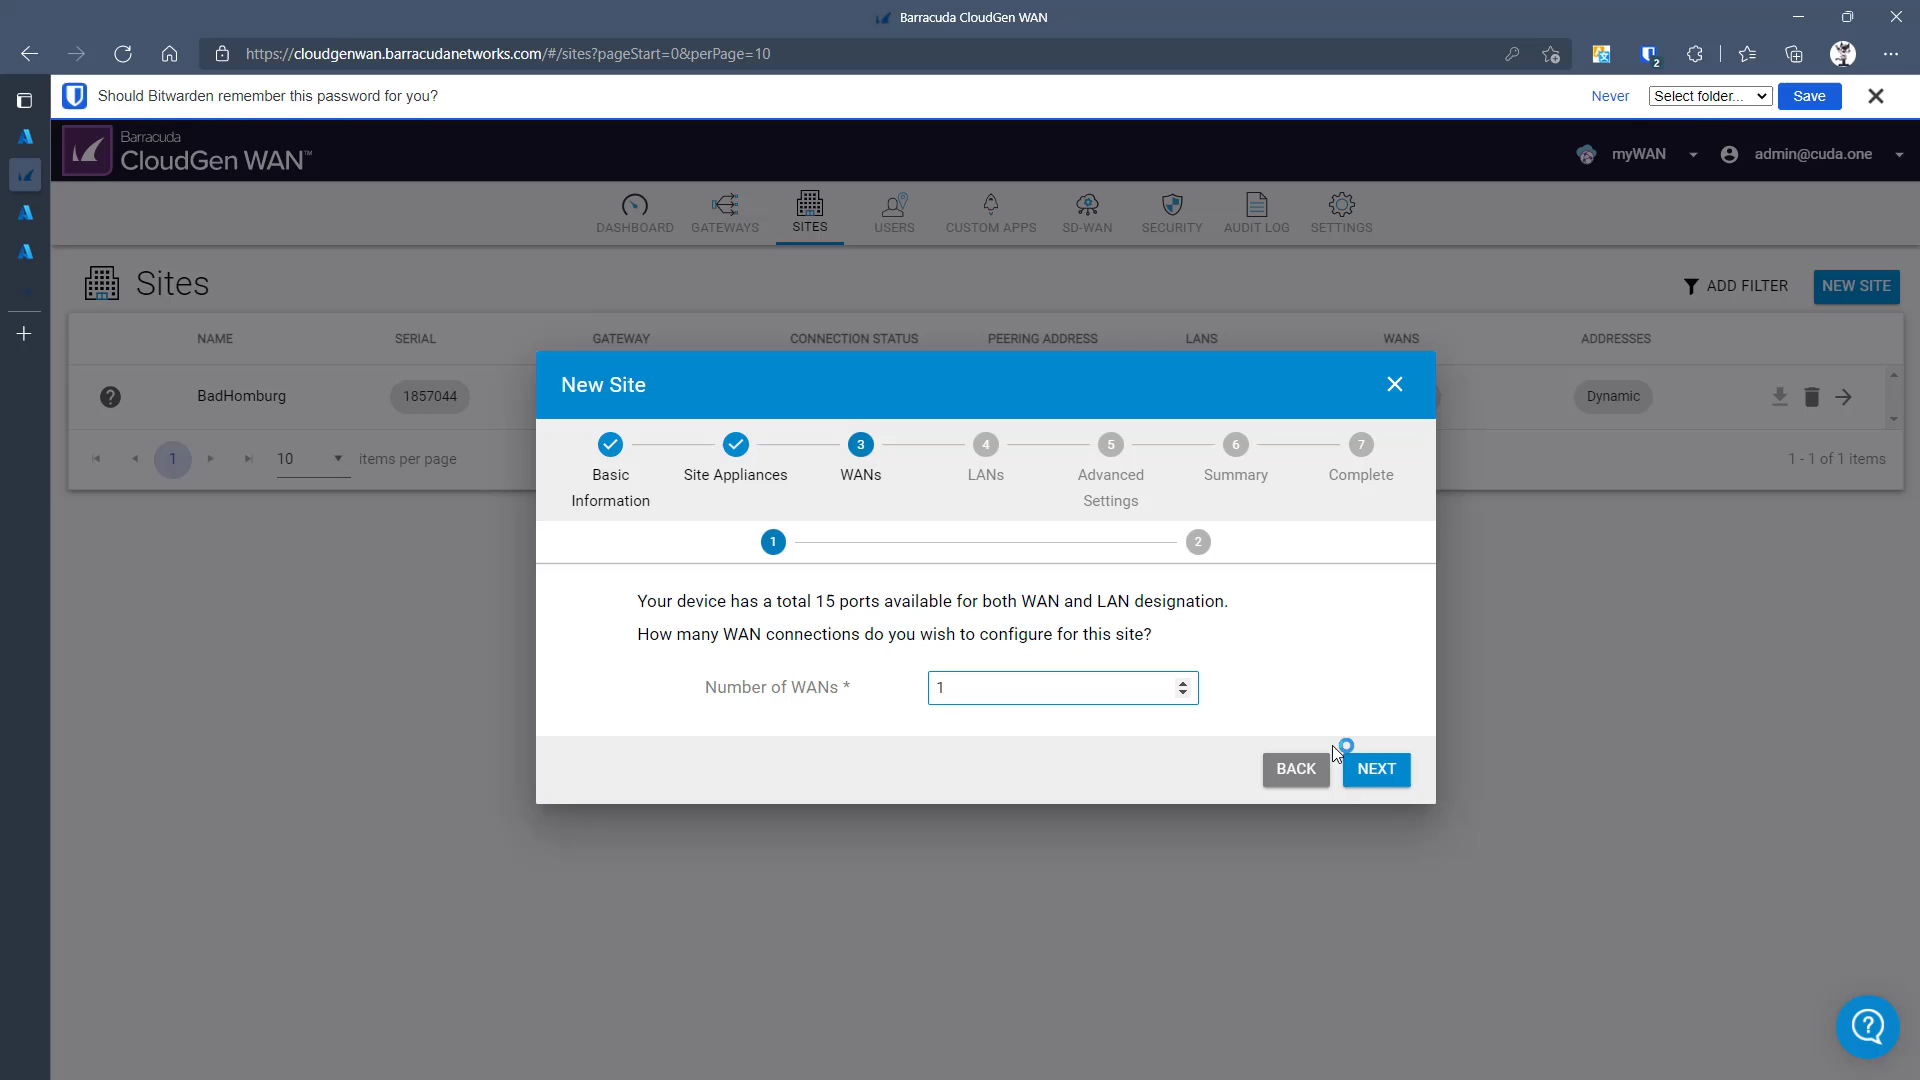 Barracuda CloudGen WAN
https://cloudgenwan.barracudanetworks.com/#/sites?pageStart=0&perPage=10
2
Should Bitwarden remember this password for you?
Never
Select folder...
Save
Barracuda
CloudGen WAN™
myWAN
admin@cuda.one
DASHBOARD
GATEWAYS
SITES
USERS
CUSTOM APPS
SD-WAN
SECURITY
AUDIT LOG
SETTINGS
Sites
ADD FILTER
NEW SITE
NAME
SERIAL
GATEWAY
CONNECTION STATUS
PEERING ADDRESS
LANS
WANS
ADDRESSES
BadHomburg
1857044
Dynamic
1
10
items per page
1 - 1 of 1 items
New Site
Basic
Information
Site Appliances
3
WANs
4
LANs
5
Advanced
Settings
6
Summary
7
Complete
1
2
Your device has a total 15 ports available for both WAN and LAN designation.
How many WAN connections do you wish to configure for this site?
Number of WANs *
1
BACK
NEXT